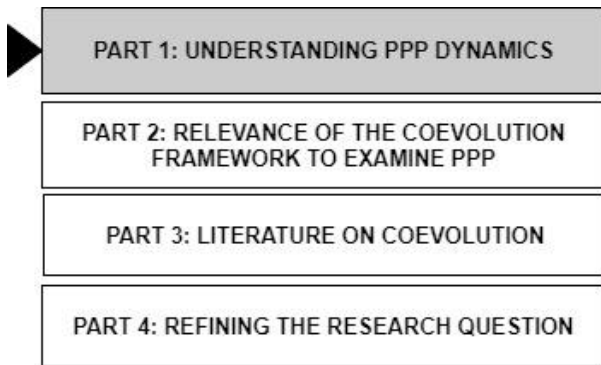 PART 1: UNDERSTANDING PPP DYNAMICS
PART 2: RELEVANCE OF THE COEVOLUTION
FRAMEWORK TO EXAMINE PPP
PART 3: LITERATURE ON COEVOLUTION
PART 4: REFINING THE RESEARCH QUESTION